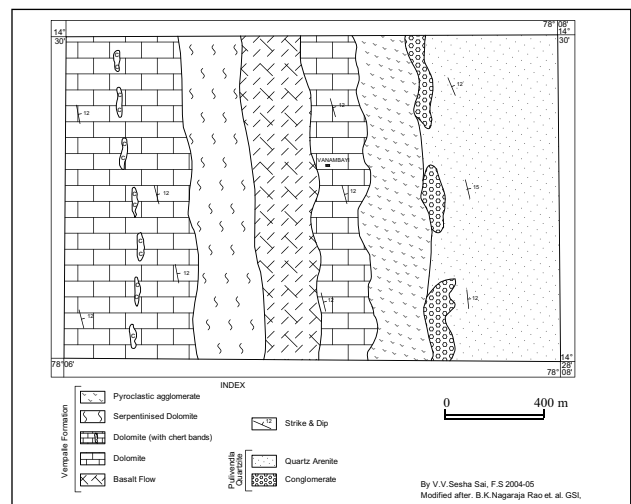 78° 08'
14°
30'
14°
30'
C
C
12
12
12
C
VANAMBAYI
C
12
12
15
C
12
12
12
12
C
78° 06'
14°
28'
78° 08'
INDEX
Vempalle Formation
Pyroclastic agglomerate
Serpentinised Dolomite
Dolomite (with chert bands)
Dolomite
Basalt Flow
12 Strike & Dip
Pulivendla
Quartzite
Quartz Arenite
Conglomerate
0 400 m
By V.V.Sesha Sai, F.S 2004-05
Modified after. B.K.Nagaraja Rao et. al. GSI,